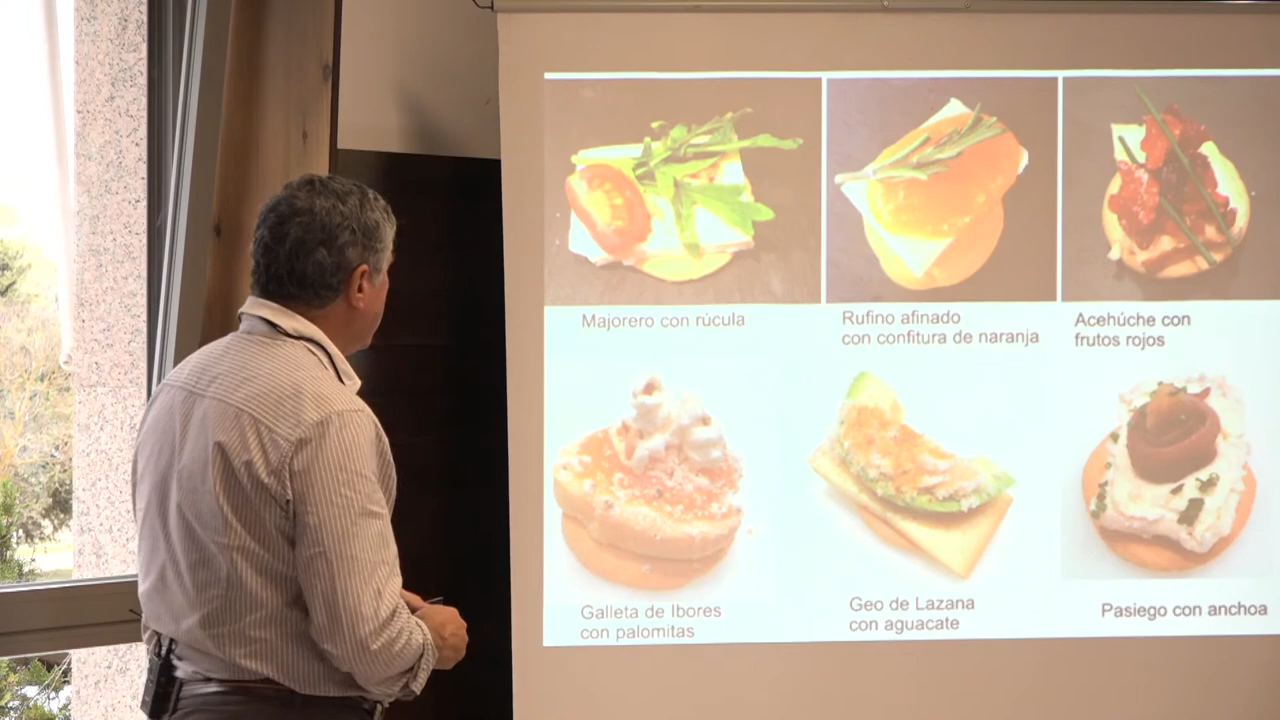 Majorero con rúcula
Rufino afinado
con confitura de naranja
Acehúche con
frutos rojos
Galleta de Ibores
con palomitas
Geo de Lazana
con aguacate
Pasiego con anchoa